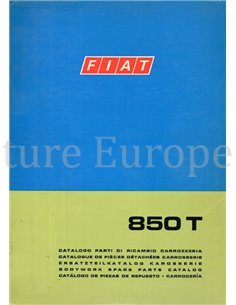 FIAT
ture Europe
850 T
CATALOGO PARTI DI RICAMBIO CARROZZERIA
CATALOGUE DE PIÈCES DÉTACHÉES CARROSSERIE
ERSATZTEILKATALOG KAROSSERIE
BODYWORK SPARE PARTS CATALOG
CATÁLOGO DE PIEZAS DE REPUESTO - CARROCERÍA